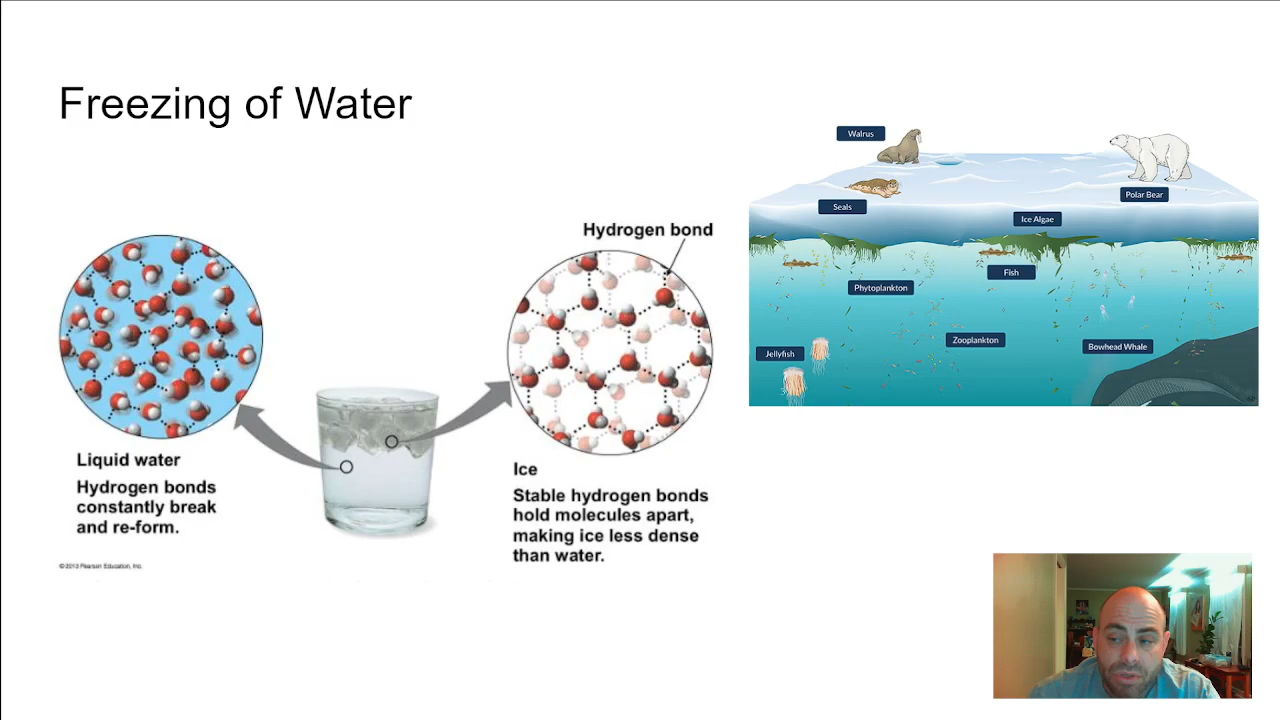 Freezing of Water
Hydrogen bond
Liquid water
Hydrogen bonds
constantly break
and re-form.
©2013 Pearson Education, Inc.
Ice
Stable hydrogen bonds
hold molecules apart,
making ice less dense
than water.
Walrus
Polar Bear
Seals
Ice Algae
Fish
Phytoplankton
Zooplankton
Bowhead Whale
Jellyfish